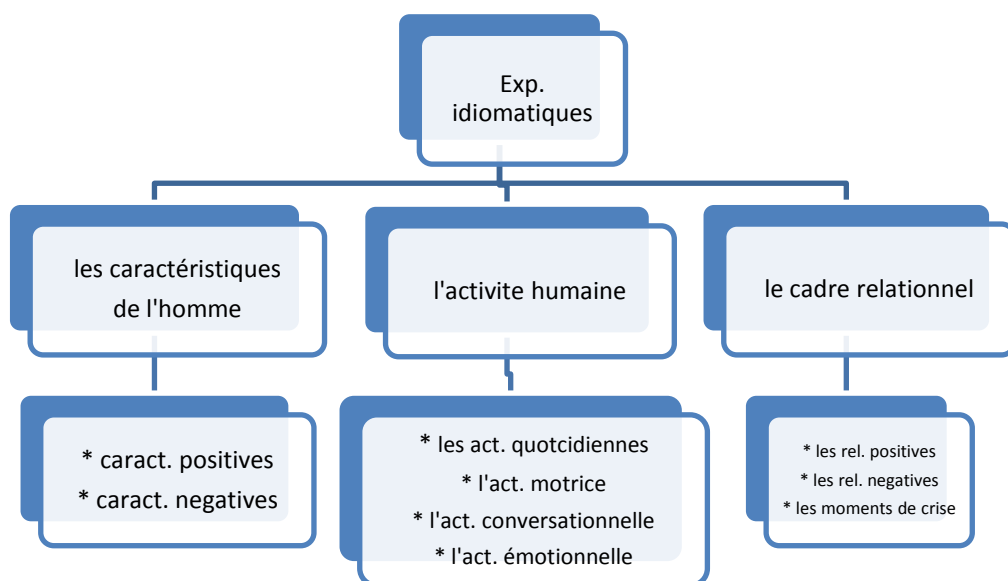 Exp.
idiomatiques
les caractéristiques
de l'homme
l'activite humaine
le cadre relationnel
* caract. positives
* caract. negatives
* les act. quotcidiennes
* l'act. motrice
* l'act. conversationnelle
* l'act. émotionnelle
* les rel. positives
* les rel. negatives
* les moments de crise